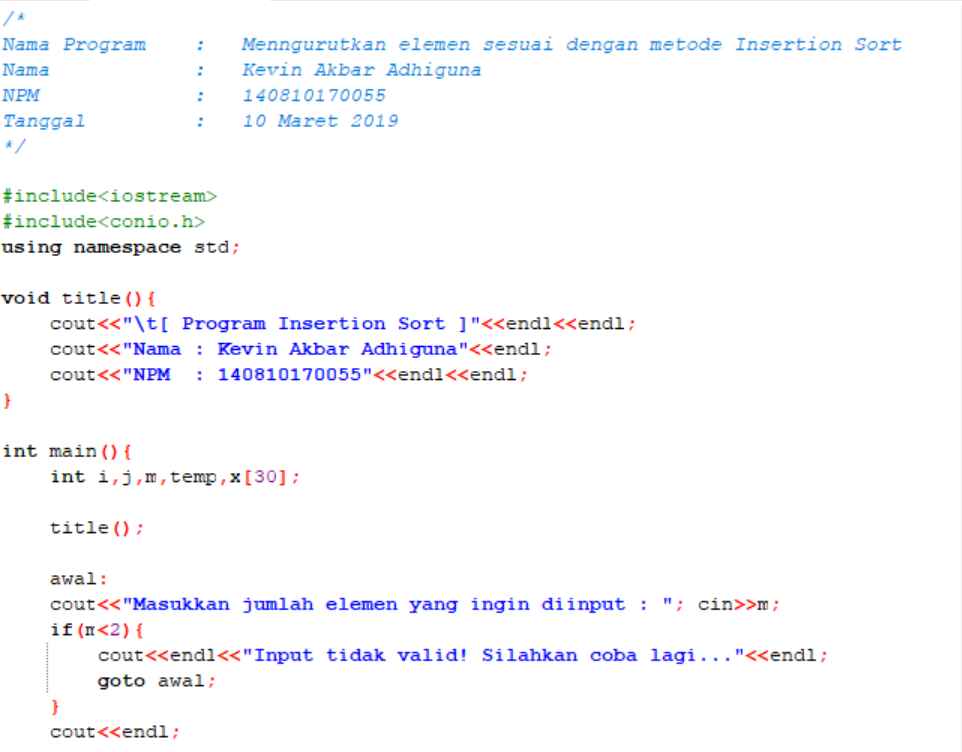 /*
Nama Program    :   Menngurutkan elemen sesuai dengan metode Insertion Sort
Nama            :   Kevin Akbar Adhiguna
NPM             :   140810170055
Tanggal         :   10 Maret 2019
*/

#include<iostream>
#include<conio.h>
using namespace std;

void title(){
    cout<<"\t[ Program Insertion Sort ]"<<endl<<endl;
    cout<<"Nama : Kevin Akbar Adhiguna"<<endl;
    cout<<"NPM  : 140810170055"<<endl<<endl;
}

int main(){
    int i,j,m,temp,x[30];

    title();

    awal:
    cout<<"Masukkan jumlah elemen yang ingin diinput : "; cin>>m;
    if(m<2){
        cout<<endl<<"Input tidak valid! Silahkan coba lagi..."<<endl;
        goto awal;
    }
    cout<<endl;